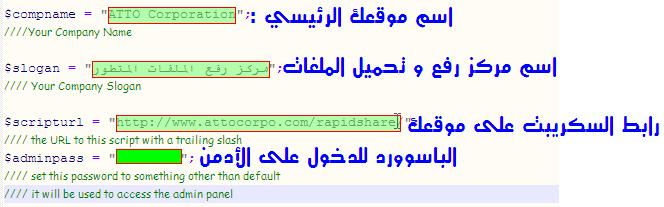 $compname = "ATTO Corporation"; اسم موقعك الرئيسي :
////Your Company Name
$slogan = "مركز رفع الملفات المتطور"; اسم مركز رفع و تحميل الملفات
//// Your Company Slogan
$scripturl = "http://www.attocorpo.com/rapidshare/" رابط السكريبت على موقعك
//// the URL to this script with a trailing slash
$adminpass = " "; الباسوورد للدخول على الأدمن
//// set this password to something other than default
//// it will be used to access the admin panel